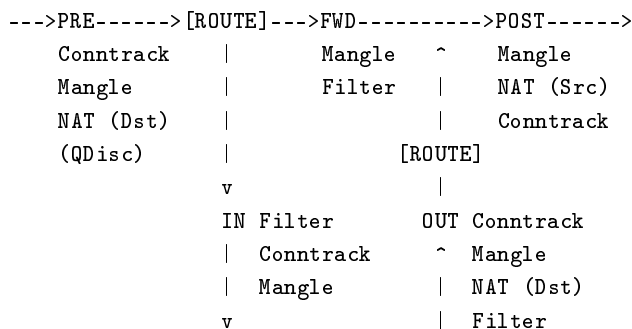 --->PRE------>[ROUTE]--->FWD---------->POST------>
    Conntrack    |       Mangle   ^    Mangle
    Mangle       |       Filter   |    NAT (Src)
    NAT (Dst)    |                |    Conntrack
    (QDisc)      |             [ROUTE]
                 v                |
                 IN Filter       OUT Conntrack
                 |  Conntrack     ^  Mangle
                 |  Mangle        |  NAT (Dst)
                 v                |  Filter